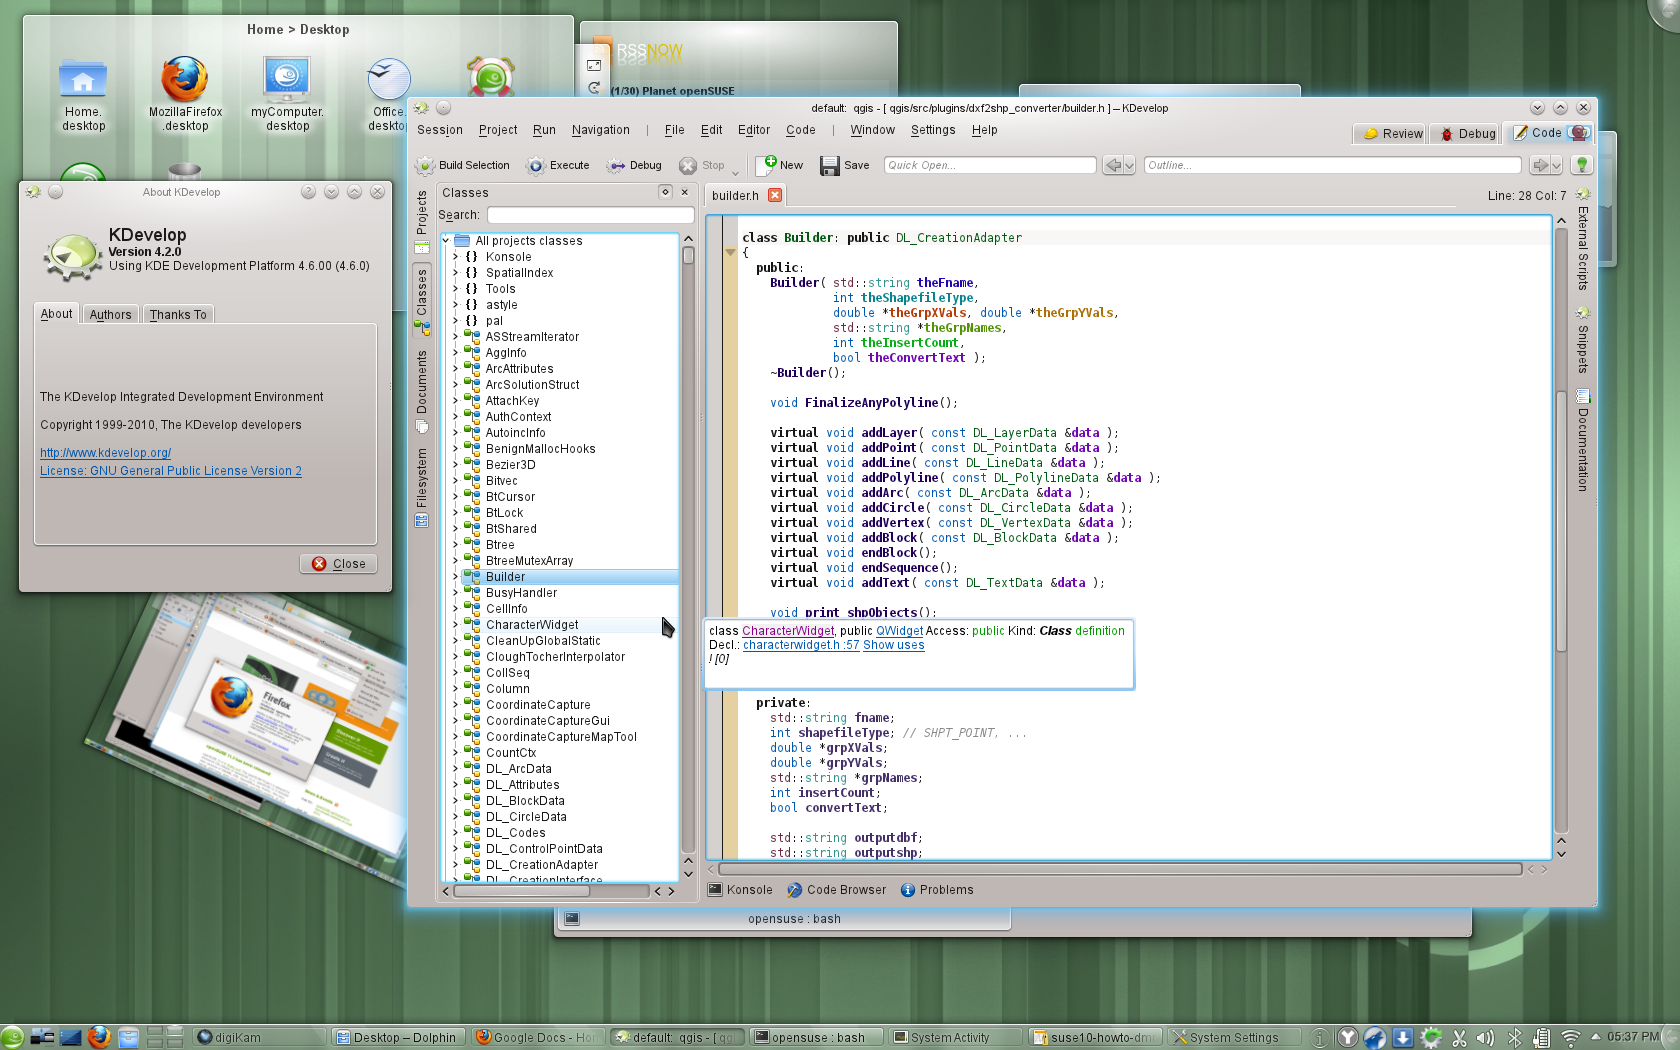 Home > Desktop
Home.
desktop
MozillaFirefox
.desktop
myComputer.
desktop
Office.
deskto
RSSNOW
(1/30) Planet openSUSE
About KDevelop
KDevelop
Version 4.2.0
Using KDE Development Platform 4.6.00 (4.6.0)
About
Authors
Thanks To
The KDevelop Integrated Development Environment
Copyright 1999-2010, The KDevelop developers
http://www.kdevelop.org/
License: GNU General Public License Version 2
Close
Firefox
default:  qgis - [ qgis/src/plugins/dxf2shp_converter/builder.h ] – KDevelop
Session Project Run Navigation | File Edit Editor Code | Window Settings Help
Review Debug Code
Build Selection Execute Debug Stop New Save Quick Open... Outline...
Projects
Classes
Documents
Filesystem
Classes
Search:
All projects classes
{} Konsole
{} SpatialIndex
{} Tools
{} astyle
{} pal
ASStreamIterator
AggInfo
ArcAttributes
ArcSolutionStruct
AttachKey
AuthContext
AutoincInfo
BenignMallocHooks
Bezier3D
Bitvec
BtCursor
BtLock
BtShared
Btree
BtreeMutexArray
Builder
BusyHandler
CellInfo
CharacterWidget
CleanUpGlobalStatic
CloughTocherInterpolator
CollSeq
Column
CoordinateCapture
CoordinateCaptureGui
CoordinateCaptureMapTool
CountCtx
DL_ArcData
DL_Attributes
DL_BlockData
DL_CircleData
DL_Codes
DL_ControlPointData
DL_CreationAdapter
DL_CreationInterface
builder.h
Line: 28 Col: 7
class Builder: public DL_CreationAdapter
{
public:
Builder( std::string theFname,
int theShapefileType,
double *theGrpXVals, double *theGrpYVals,
std::string *theGrpNames,
int theInsertCount,
bool theConvertText );
~Builder();
void FinalizeAnyPolyline();
virtual void addLayer( const DL_LayerData &data );
virtual void addPoint( const DL_PointData &data );
virtual void addLine( const DL_LineData &data );
virtual void addPolyline( const DL_PolylineData &data );
virtual void addArc( const DL_ArcData &data );
virtual void addCircle( const DL_CircleData &data );
virtual void addVertex( const DL_VertexData &data );
virtual void addBlock( const DL_BlockData &data );
virtual void endBlock();
virtual void endSequence();
virtual void addText( const DL_TextData &data );
void print_shpObjects();
class CharacterWidget, public QWidget Access: public Kind: Class definition
Decl.: characterwidget.h :57 Show uses
! [0]
private:
std::string fname;
int shapefileType; // SHPT_POINT, ...
double *grpXVals;
double *grpYVals;
std::string *grpNames;
int insertCount;
bool convertText;
std::string outputdbf;
std::string outputshp;
External Scripts
Snippets
Documentation
Konsole Code Browser Problems
opensuse : bash
digiKam
Desktop – Dolphin
Google Docs - Hom
default:  qgis - [ qg
opensuse : bash
System Activity
suse10-howto-dm
System Settings
05:37 PM